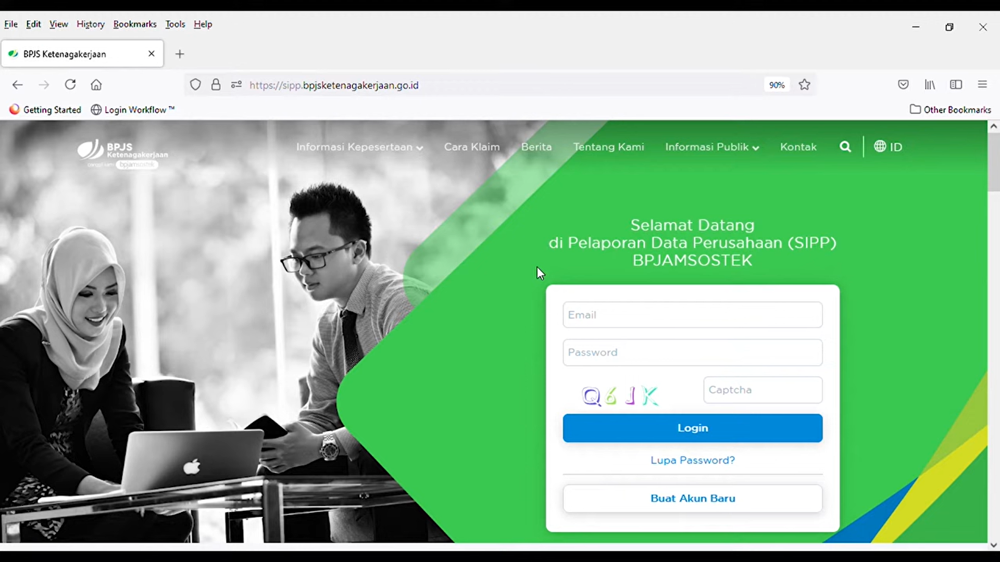 File Edit View History Bookmarks Tools Help
BPJS Ketenagakerjaan
https://sipp.bpjsketenagakerjaan.go.id
90%
Getting Started
Login Workflow ™
Other Bookmarks
BPJS
Ketenagakerjaan
panggil kami bpjamsostek
Informasi Kepesertaan
Cara Klaim
Berita
Tentang Kami
Informasi Publik
Kontak
ID
Selamat Datang
di Pelaporan Data Perusahaan (SIPP)
BPJAMSOSTEK
Email
Password
Q6JK
Captcha
Login
Lupa Password?
Buat Akun Baru